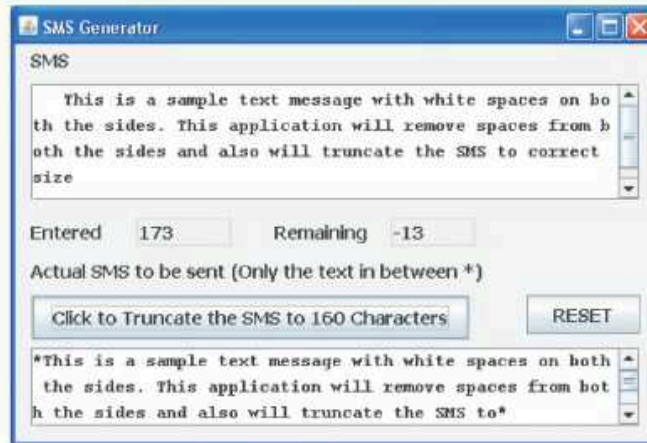 SMS Generator
SMS
This is a sample text message with white spaces on bo
th the sides. This application will remove spaces from b
oth the sides and also will truncate the SMS to correct
size
Entered 173 Remaining -13
Actual SMS to be sent (Only the text in between *)
Click to Truncate the SMS to 160 Characters RESET
*This is a sample text message with white spaces on both
the sides. This application will remove spaces from bot
h the sides and also will truncate the SMS to*